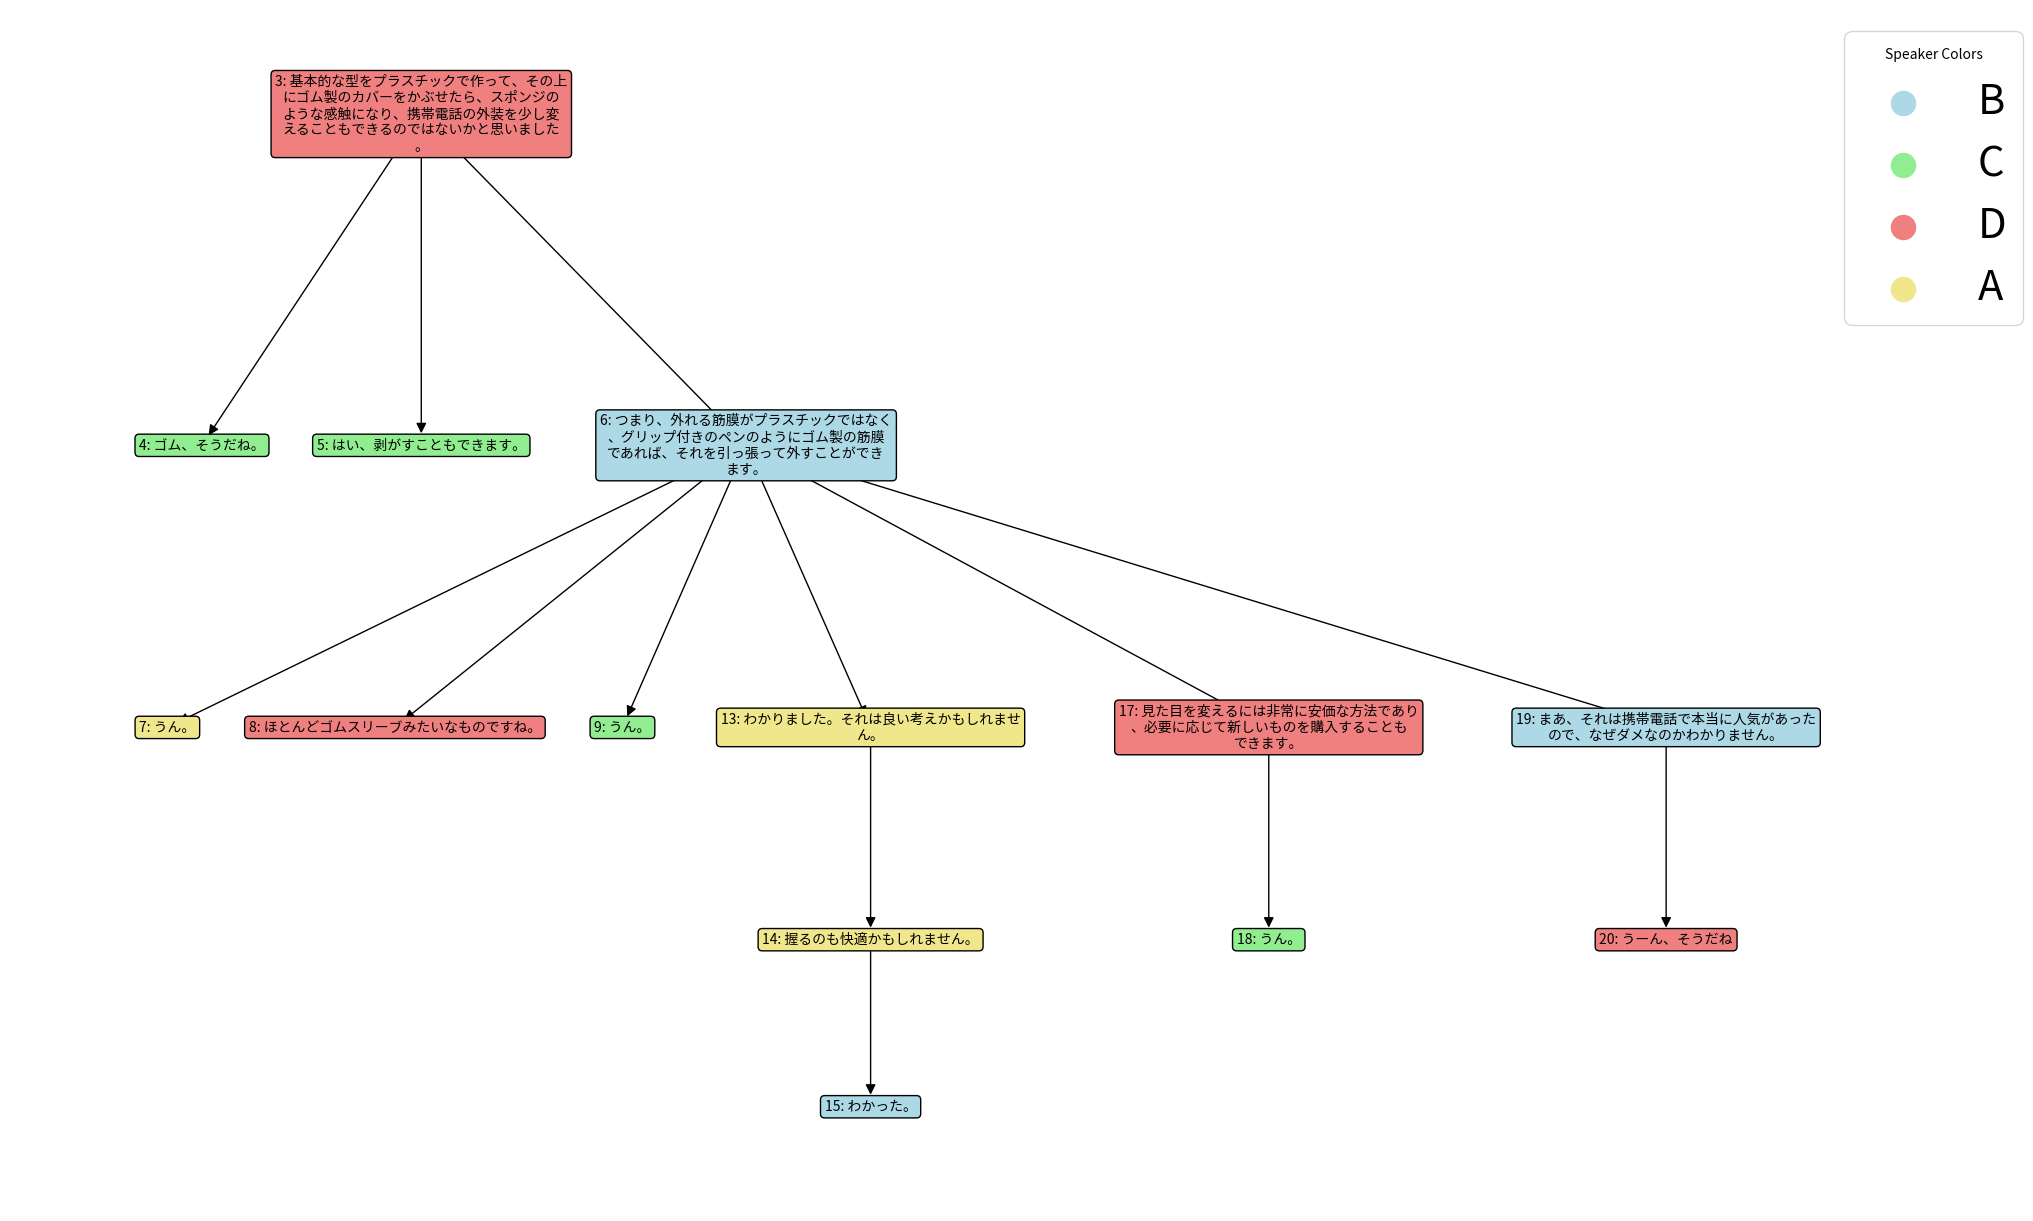 Speaker Colors
B
C
D
A
3: 基本的な型をプラスチックで作って、その上
にゴム製のカバーをかぶせたら、スポンジの
ような感触になり、携帯電話の外装を少し変
えることもできるのではないかと思いました
。
4: ゴム、そうだね。
5: はい、剥がすこともできます。
6: つまり、外れる筋膜がプラスチックではなく
、グリップ付きのペンのようにゴム製の筋膜
であれば、それを引っ張って外すことができ
ます。
7: うん。
8: ほとんどゴムスリーブみたいなものですね。
9: うん。
13: わかりました。それは良い考えかもしれませ
ん。
17: 見た目を変えるには非常に安価な方法であり
、必要に応じて新しいものを購入することも
できます。
19: まあ、それは携帯電話で本当に人気があった
ので、なぜダメなのかわかりません。
14: 握るのも快適かもしれません。
18: うん。
20: うーん、そうだね
15: わかった。